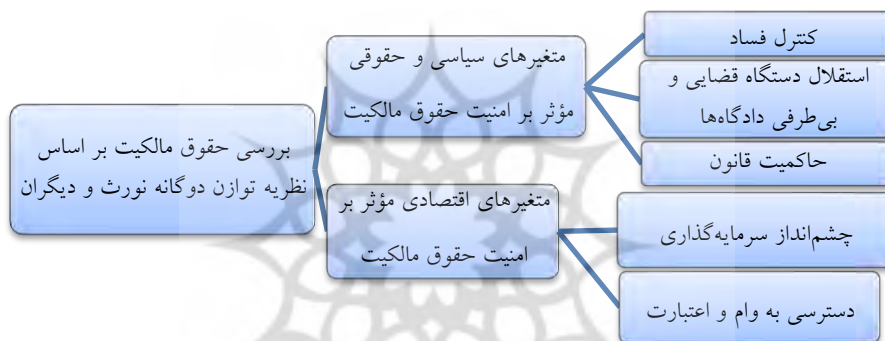 بررسی حقوق مالکیت بر اساس
نظریه توازن دوگانه نورث و دیگران
متغیرهای سیاسی و حقوقی
مؤثر بر امنیت حقوق مالکیت
کنترل فساد
استقلال دستگاه قضایی و
بی‌طرفی دادگاه‌ها
حاکمیت قانون
متغیرهای اقتصادی مؤثر بر
امنیت حقوق مالکیت
چشم‌انداز سرمایه‌گذاری
دسترسی به وام و اعتبارت